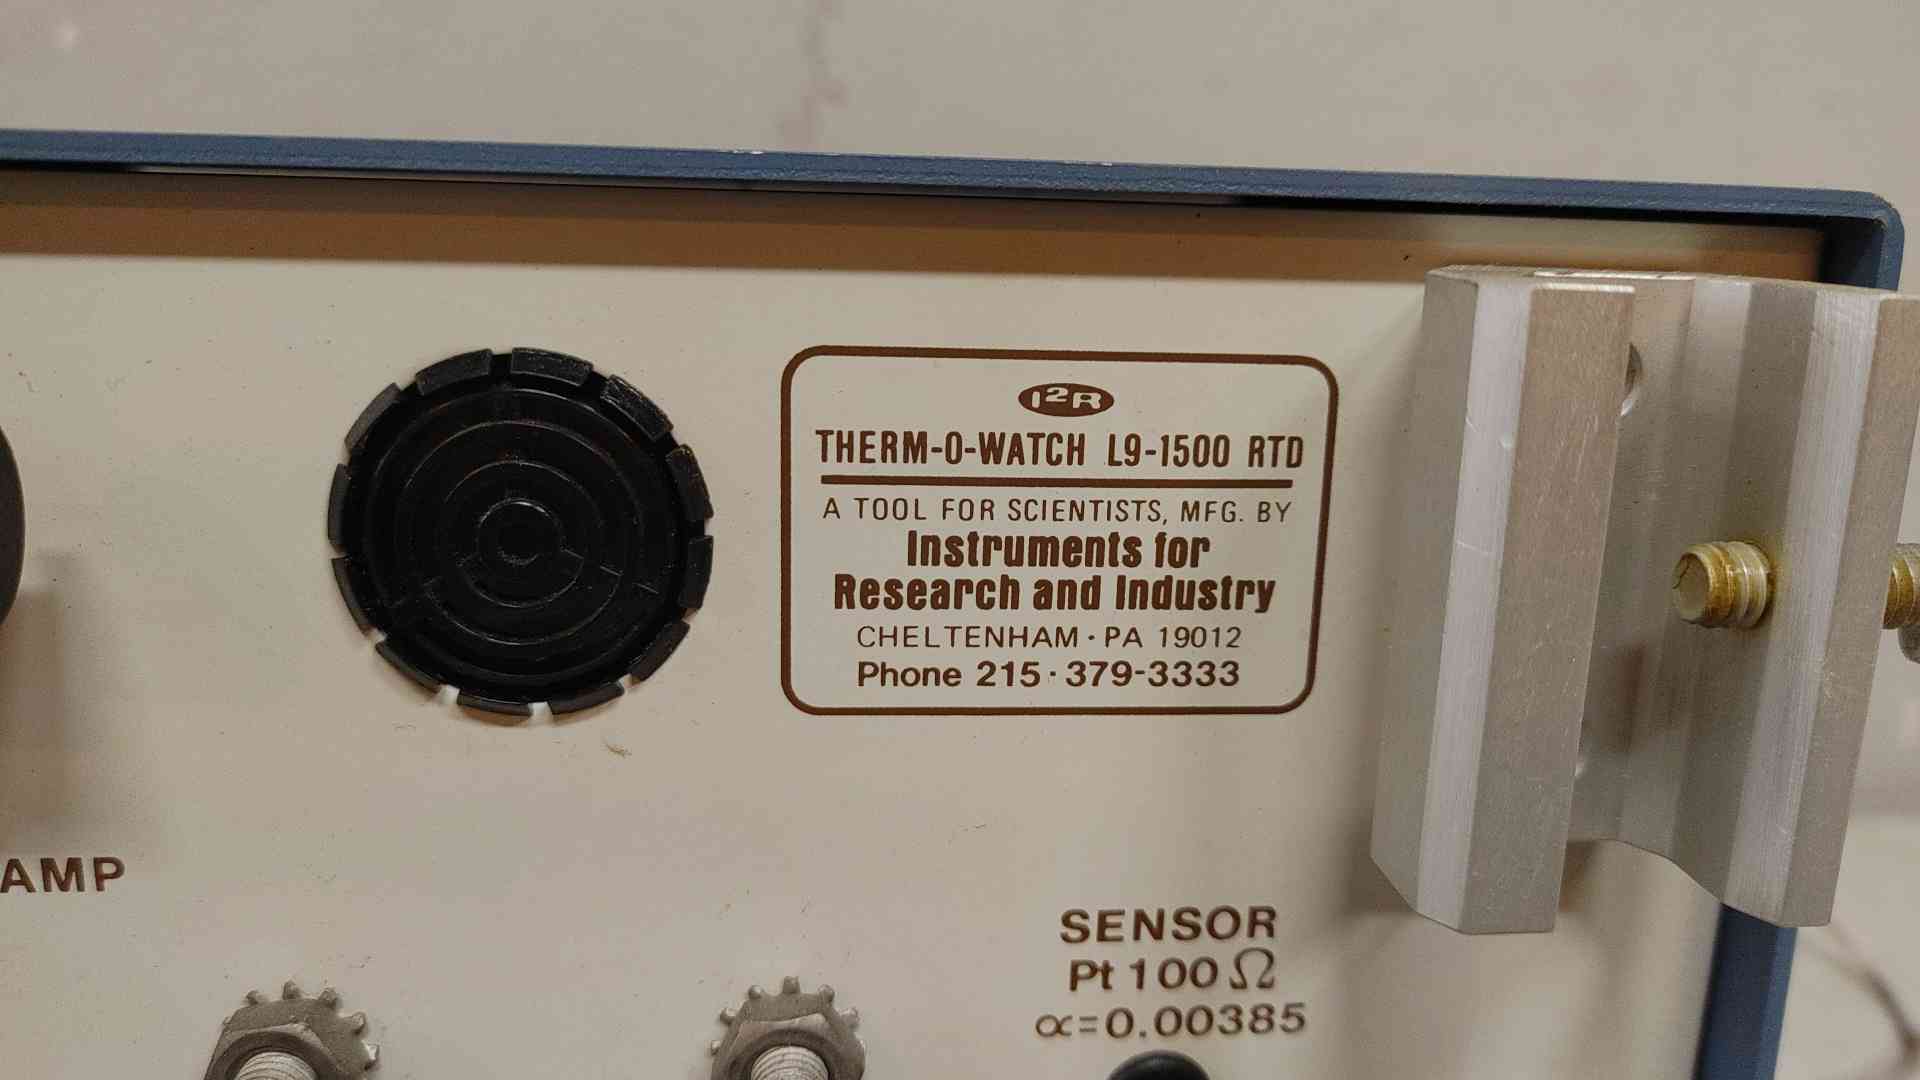 I²R
THERM-O-WATCH L9-1500 RTD
A TOOL FOR SCIENTISTS, MFG. BY
Instruments for
Research and Industry
CHELTENHAM · PA 19012
Phone 215 · 379-3333
AMP
SENSOR
Pt 100 Ω
α=0.00385